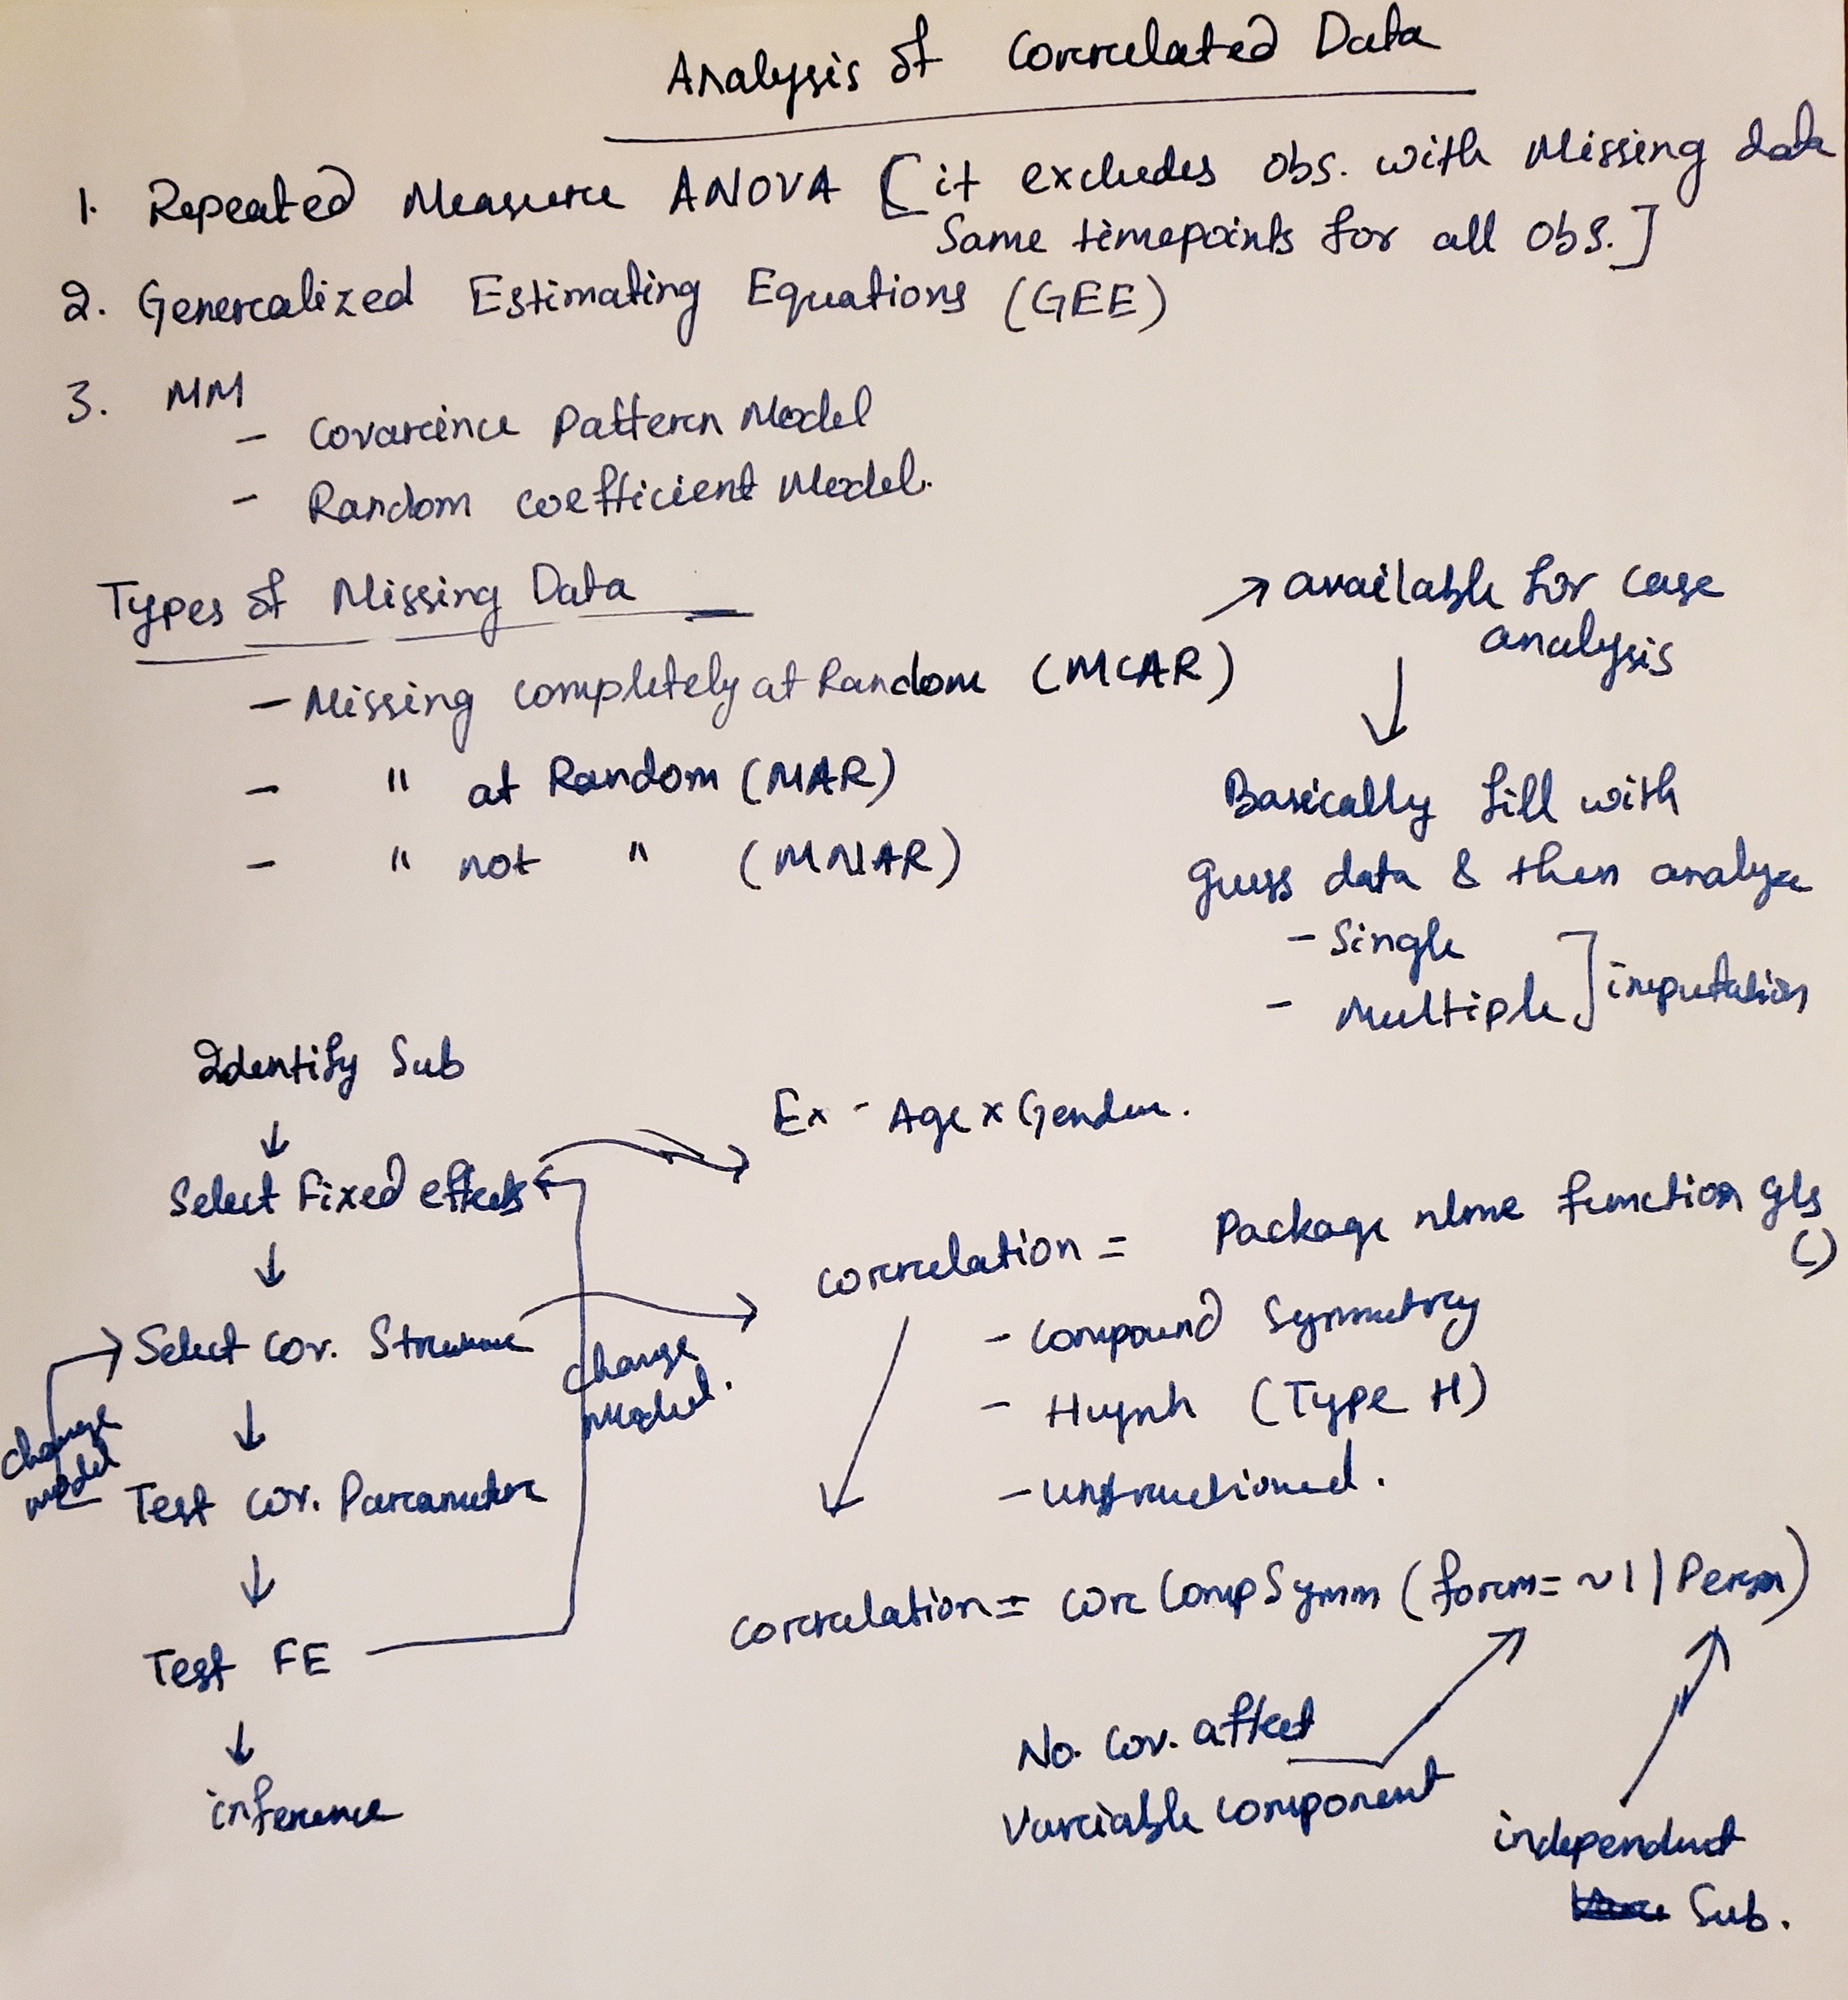 Analysis of Correlated Data
1. Repeated Measure ANOVA [it excludes obs. with Missing data
Same timepoints for all obs.]
2. Generalized Estimating Equations (GEE)
3. MM
- Covarience Pattern Model
- Random coefficient Model.
Types of Missing Data
- Missing completely at Random (MCAR)
→ available for case
analysis
↓
- " at Random (MAR)
- " not " (MNAR)
Basically fill with
guess data & then analyze
- Single
- Multiple ] imputation
Identify Sub
↓
Select Fixed effects
Ex - Age x Gender.
↓
Select Cov. Structure
change
model
↓
Test Cov. Parameter
↓
Test FE
↓
inference
change
Model.
correlation = Package nlme function gls
()
- Compound Symmetry
- Huynh (Type H)
- unstructioned.
correlation = cor CompSymm (form = ~1 | Person)
No. Cov. affect
Variable component
independent
Sub.